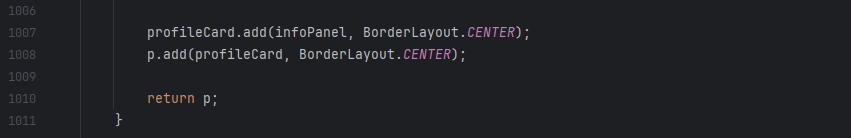 1006
1007 profileCard.add(infoPanel, BorderLayout.CENTER);
1008 p.add(profileCard, BorderLayout.CENTER);
1009
1010 return p;
1011 }